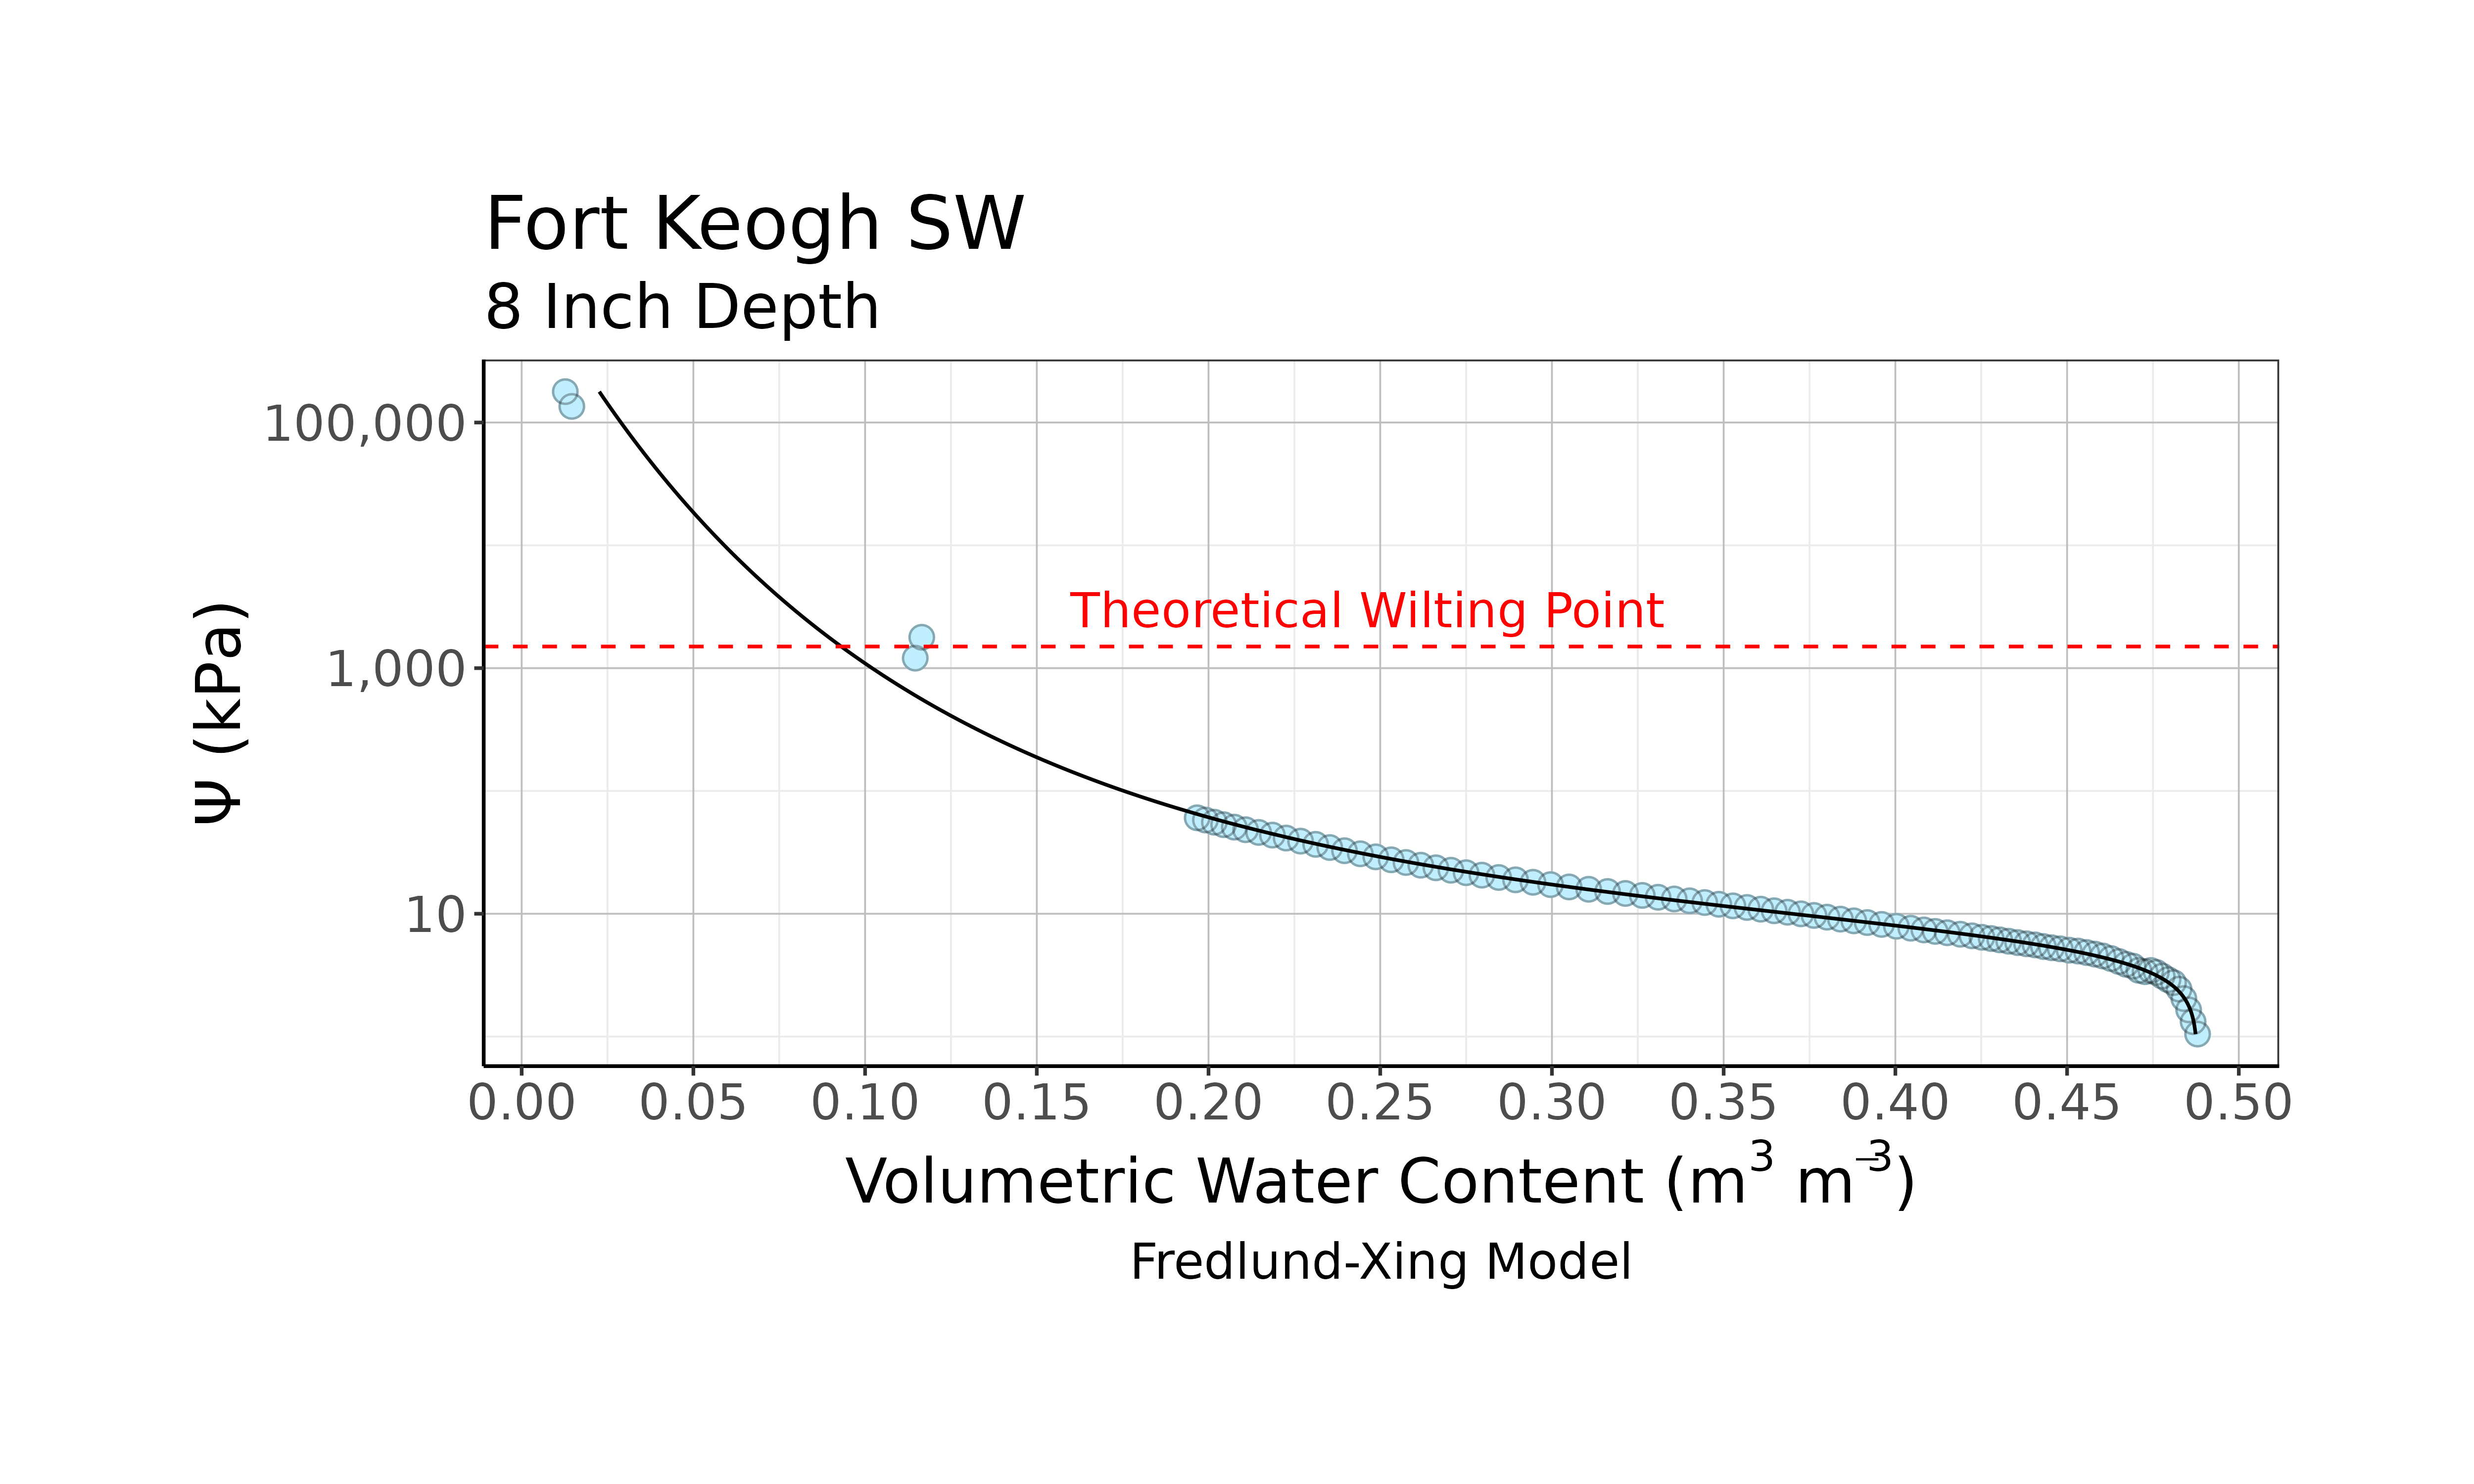 Fort Keogh SW
8 Inch Depth
100,000
1,000
10
Ψ (kPa)
Theoretical Wilting Point
0.00 0.05 0.10 0.15 0.20 0.25 0.30 0.35 0.40 0.45 0.50
Volumetric Water Content (m³ m⁻³)
Fredlund-Xing Model